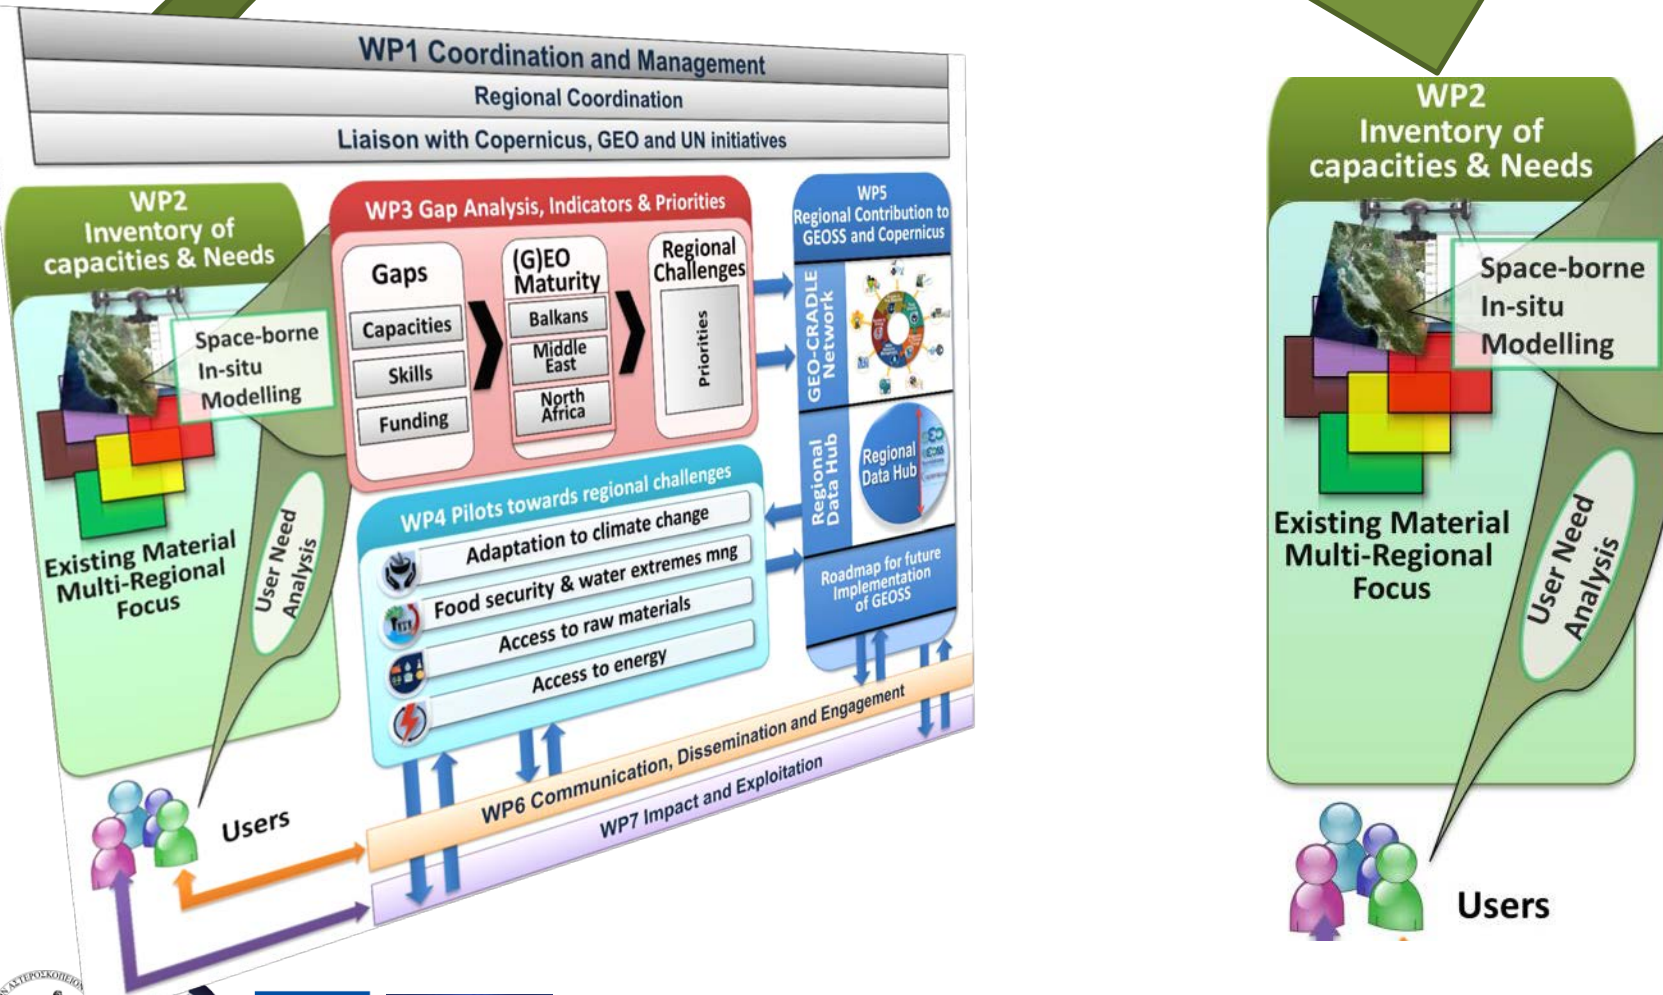 WP1 Coordination and Management
Regional Coordination
Liaison with Copernicus, GEO and UN initiatives
WP2
Inventory of
capacities & Needs
Space-borne
In-situ
Modelling
Existing Material
Multi-Regional
Focus
User Need
Analysis
Users
WP3 Gap Analysis, Indicators & Priorities
Gaps
Capacities
Skills
Funding
(G)EO
Maturity
Balkans
Middle
East
North
Africa
Regional
Challenges
Priorities
WP4 Pilots towards regional challenges
Adaptation to climate change
Food security & water extremes mng
Access to raw materials
Access to energy
WP5
Regional Contribution to
GEOSS and Copernicus
GEO-CRADLE
Network
Regional
Data Hub
Regional
Data Hub
Roadmap for future
Implementation
of GEOSS
WP6 Communication, Dissemination and Engagement
WP7 Impact and Exploitation
WP2
Inventory of
capacities & Needs
Space-borne
In-situ
Modelling
Existing Material
Multi-Regional
Focus
User Need
Analysis
Users